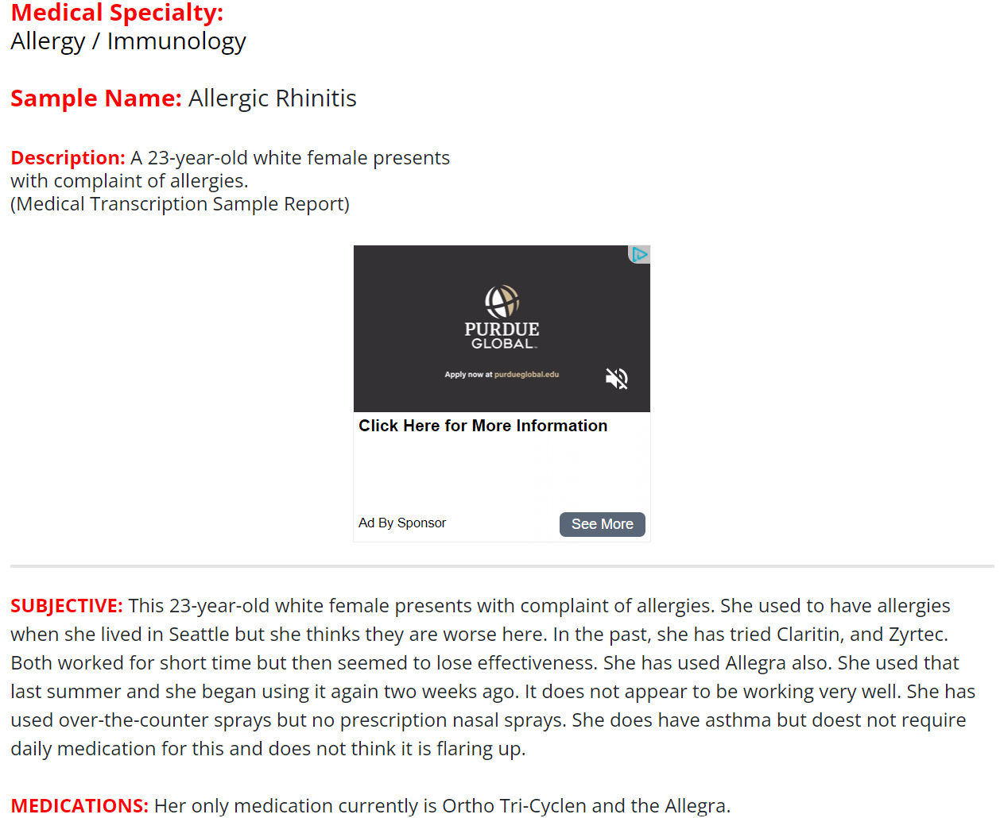 Medical Specialty:
Allergy / Immunology
Sample Name: Allergic Rhinitis
Description: A 23-year-old white female presents
with complaint of allergies.
(Medical Transcription Sample Report)
PURDUE
GLOBAL™
Apply now at purdueglobal.edu
Click Here for More Information
Ad By Sponsor
See More
SUBJECTIVE: This 23-year-old white female presents with complaint of allergies. She used to have allergies
when she lived in Seattle but she thinks they are worse here. In the past, she has tried Claritin, and Zyrtec.
Both worked for short time but then seemed to lose effectiveness. She has used Allegra also. She used that
last summer and she began using it again two weeks ago. It does not appear to be working very well. She has
used over-the-counter sprays but no prescription nasal sprays. She does have asthma but doest not require
daily medication for this and does not think it is flaring up.
MEDICATIONS: Her only medication currently is Ortho Tri-Cyclen and the Allegra.